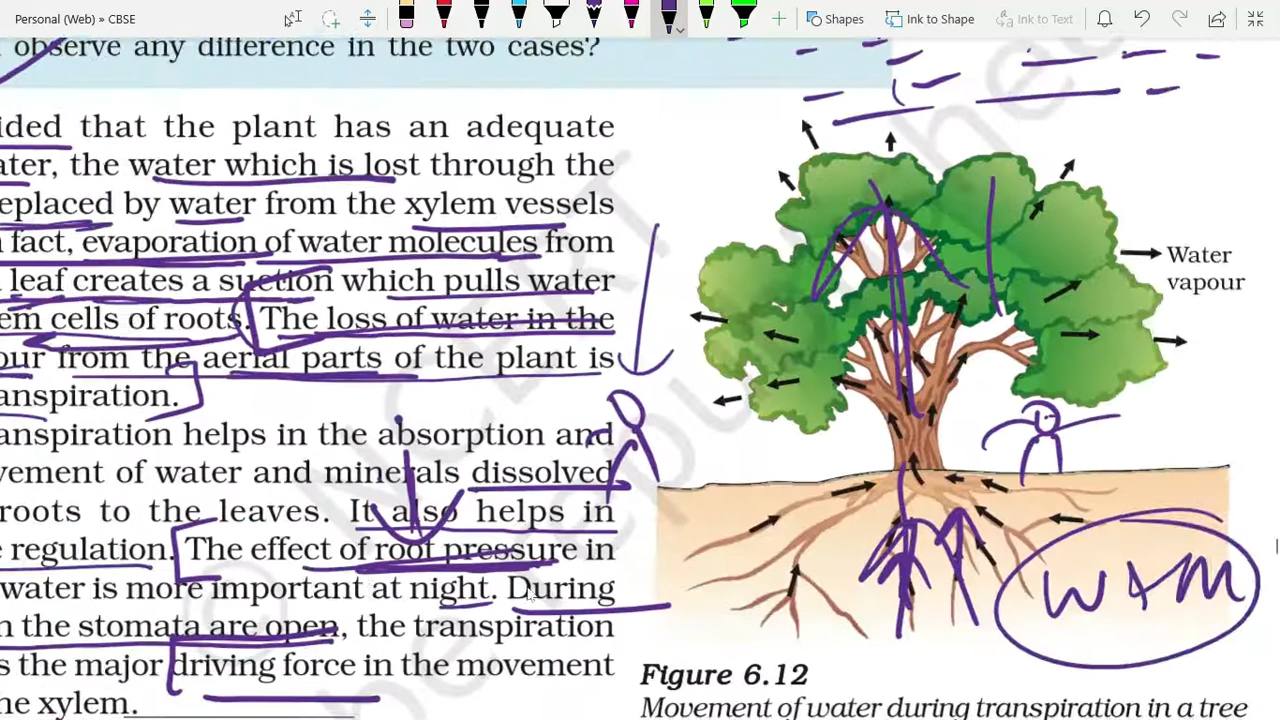 Personal (Web) » CBSE
Shapes
Ink to Shape
Ink to Text
observe any difference in the two cases?
ided that the plant has an adequate
ater, the water which is lost through the
eplaced by water from the xylem vessels
n fact, evaporation of water molecules from
leaf creates a suction which pulls water
em cells of roots. The loss of water in the
our from the aerial parts of the plant is
anspiration.
anspiration helps in the absorption and
vement of water and minerals dissolved
roots to the leaves. It also helps in
e regulation. The effect of root pressure in
water is more important at night. During
n the stomata are open, the transpiration
s the major driving force in the movement
he xylem.
Water
vapour
W + M
Figure 6.12
Movement of water during transpiration in a tree